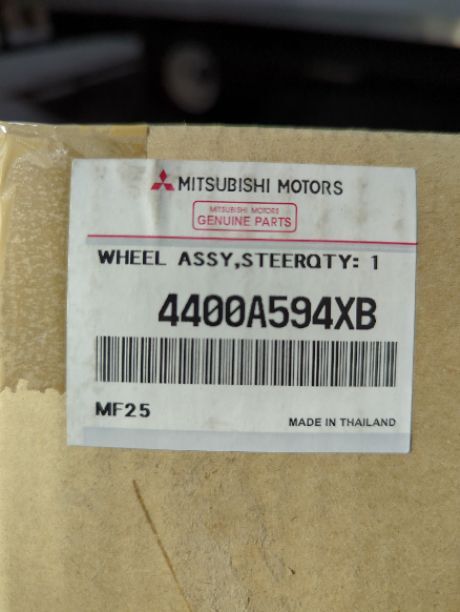 MITSUBISHI MOTORS
MITSUBISHI MOTORS
GENUINE PARTS
WHEEL ASSY,STEERQTY: 1
4400A594XB
MF25
MADE IN THAILAND